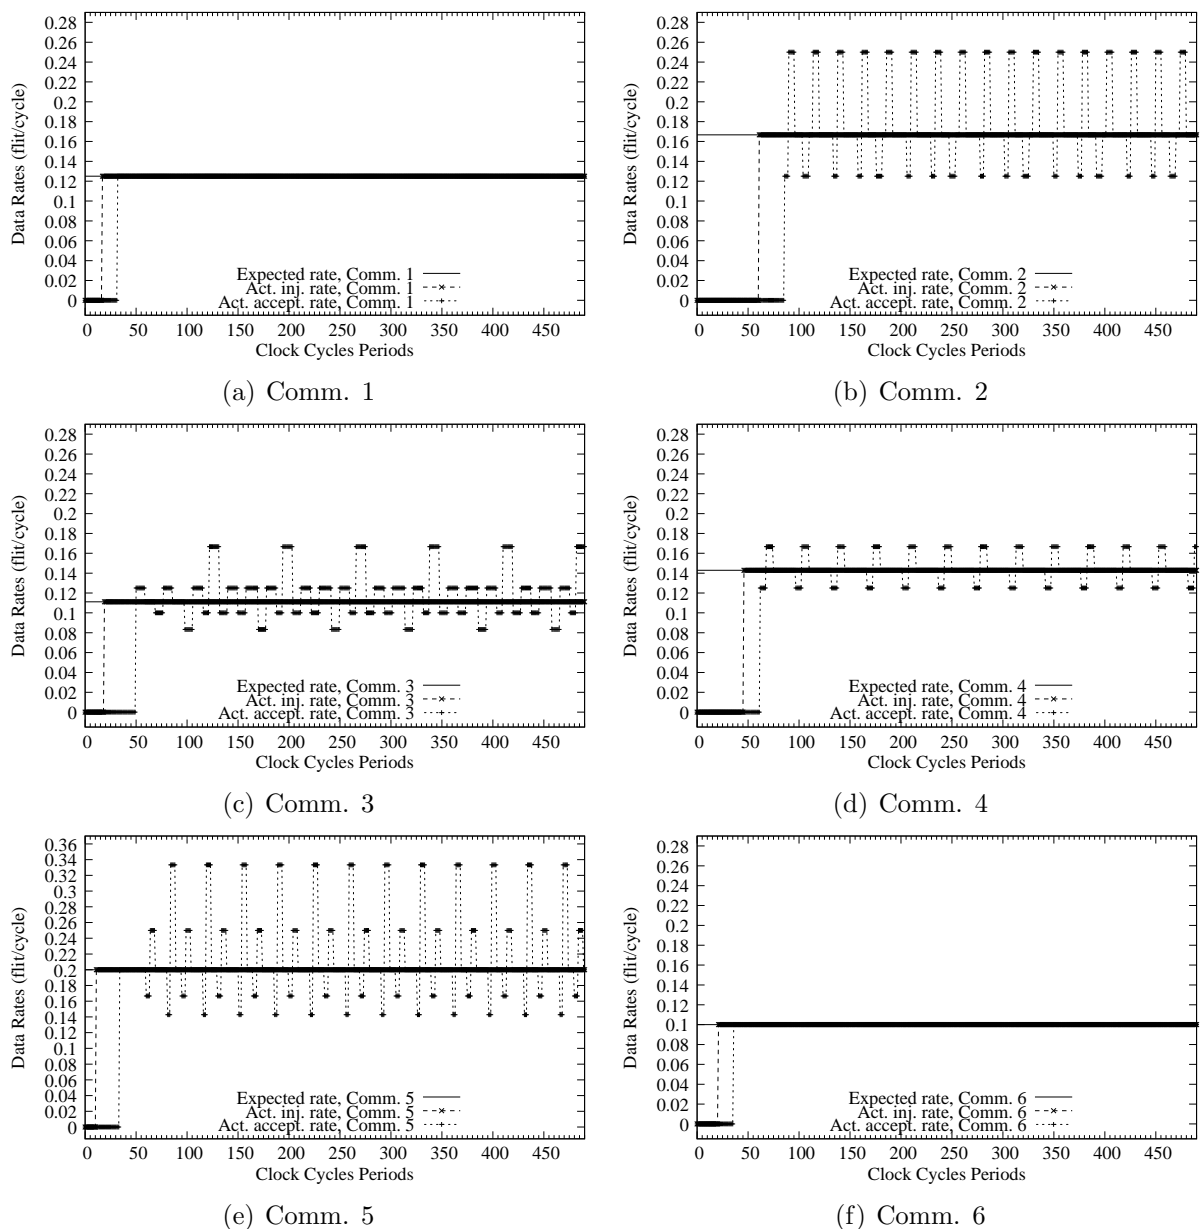 0.28
0.26
0.24
0.22
0.2
0.18
0.16
0.14
0.12
0.1
0.08
0.06
0.04
0.02
0
Data Rates (flit/cycle)
Expected rate, Comm. 1
Act. inj. rate, Comm. 1
Act. accept. rate, Comm. 1
0 50 100 150 200 250 300 350 400 450
Clock Cycles Periods
(a) Comm. 1
0.28
0.26
0.24
0.22
0.2
0.18
0.16
0.14
0.12
0.1
0.08
0.06
0.04
0.02
0
Data Rates (flit/cycle)
Expected rate, Comm. 2
Act. inj. rate, Comm. 2
Act. accept. rate, Comm. 2
0 50 100 150 200 250 300 350 400 450
Clock Cycles Periods
(b) Comm. 2
0.28
0.26
0.24
0.22
0.2
0.18
0.16
0.14
0.12
0.1
0.08
0.06
0.04
0.02
0
Data Rates (flit/cycle)
Expected rate, Comm. 3
Act. inj. rate, Comm. 3
Act. accept. rate, Comm. 3
0 50 100 150 200 250 300 350 400 450
Clock Cycles Periods
(c) Comm. 3
0.28
0.26
0.24
0.22
0.2
0.18
0.16
0.14
0.12
0.1
0.08
0.06
0.04
0.02
0
Data Rates (flit/cycle)
Expected rate, Comm. 4
Act. inj. rate, Comm. 4
Act. accept. rate, Comm. 4
0 50 100 150 200 250 300 350 400 450
Clock Cycles Periods
(d) Comm. 4
0.36
0.34
0.32
0.3
0.28
0.26
0.24
0.22
0.2
0.18
0.16
0.14
0.12
0.1
0.08
0.06
0.04
0.02
0
Data Rates (flit/cycle)
Expected rate, Comm. 5
Act. inj. rate, Comm. 5
Act. accept. rate, Comm. 5
0 50 100 150 200 250 300 350 400 450
Clock Cycles Periods
(e) Comm. 5
0.28
0.26
0.24
0.22
0.2
0.18
0.16
0.14
0.12
0.1
0.08
0.06
0.04
0.02
0
Data Rates (flit/cycle)
Expected rate, Comm. 6
Act. inj. rate, Comm. 6
Act. accept. rate, Comm. 6
0 50 100 150 200 250 300 350 400 450
Clock Cycles Periods
(f) Comm. 6